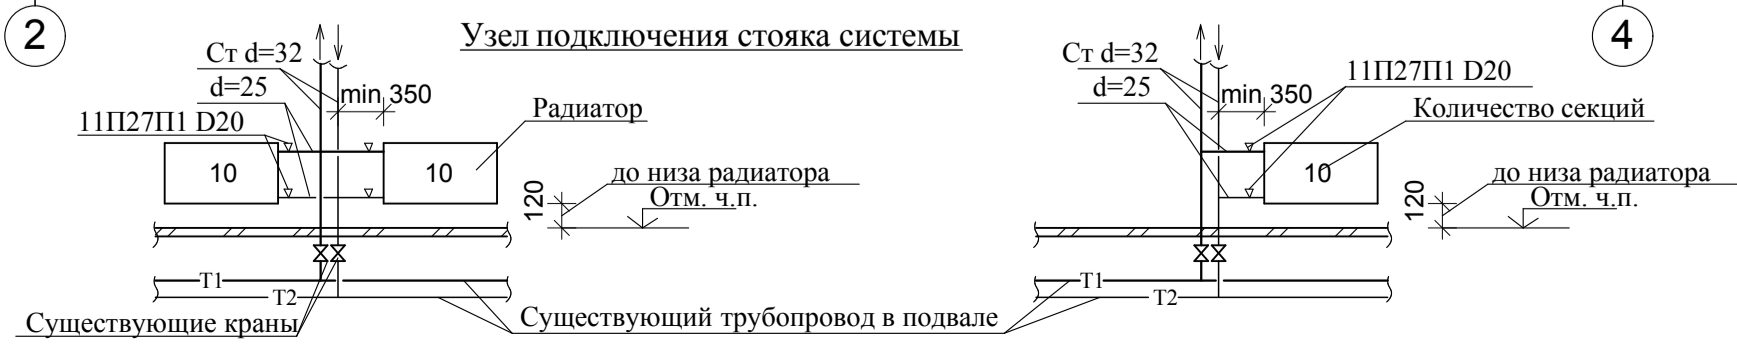 2
Узел подключения стояка системы
4
Ст d=32
d=25
min 350
11П27П1 D20
Радиатор
10
10
до низа радиатора
Отм. ч.п.
120
Т1
Т2
Существующие краны
Существующий трубопровод в подвале
Ст d=32
d=25
min 350
11П27П1 D20
Количество секций
10
до низа радиатора
Отм. ч.п.
120
Т1
Т2